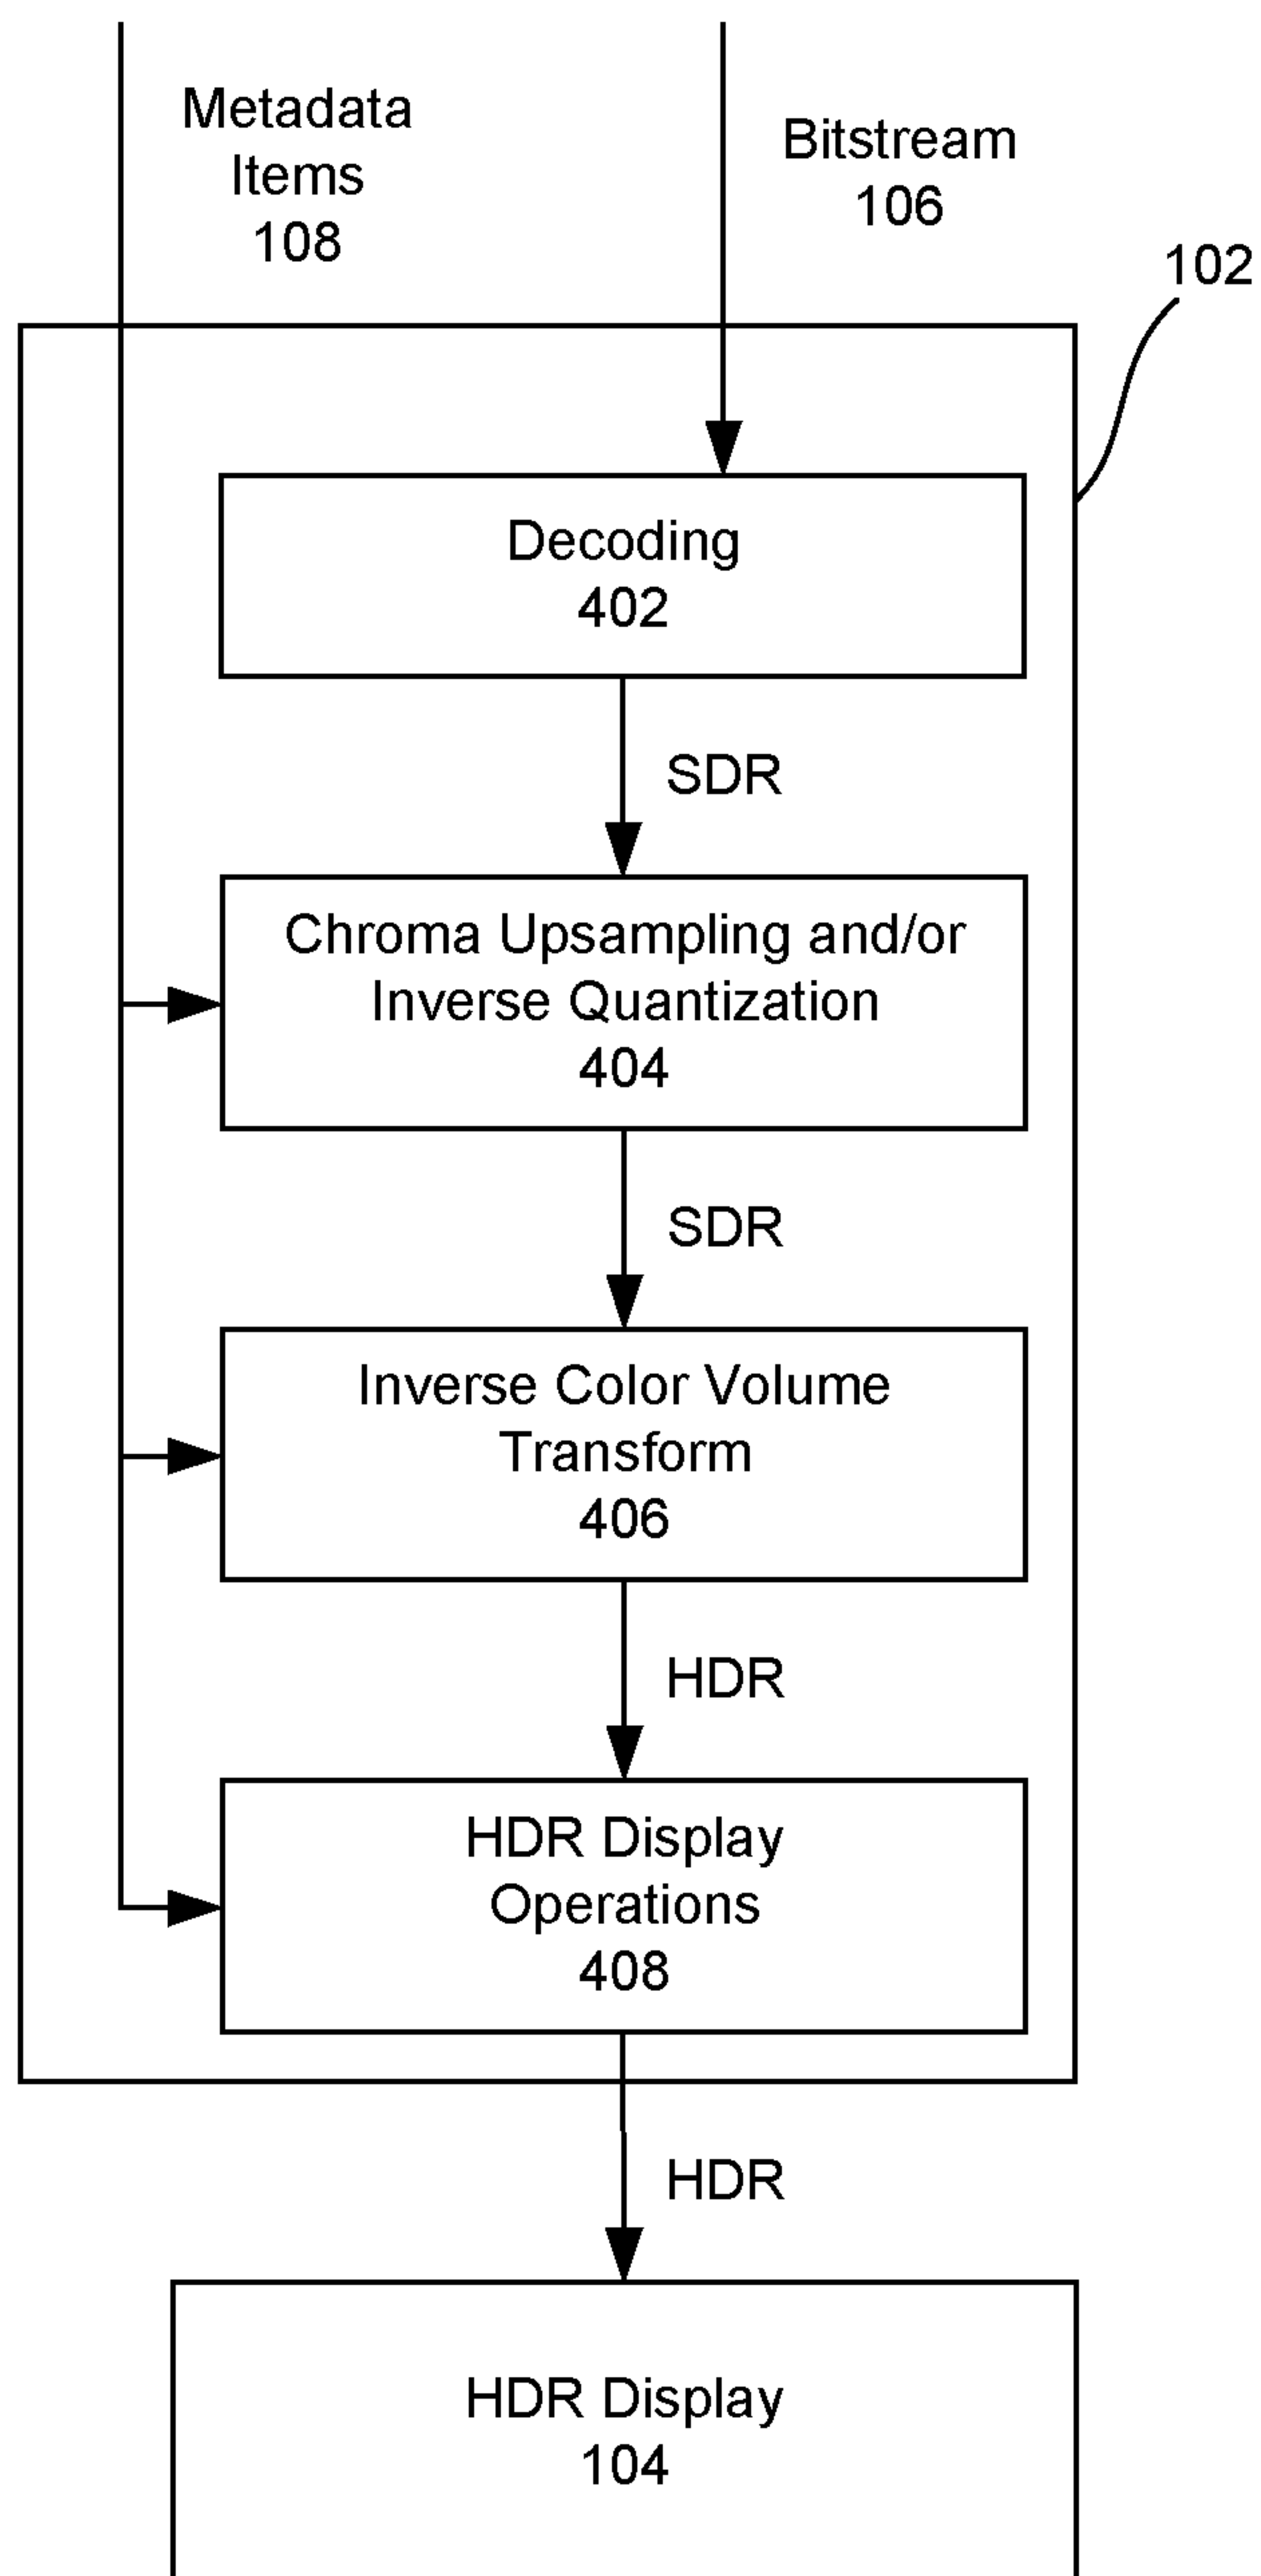 Metadata
Items
108
Bitstream
106
102
Decoding
402
SDR
Chroma Upsampling and/or
Inverse Quantization
404
SDR
Inverse Color Volume
Transform
406
HDR
HDR Display
Operations
408
HDR
HDR Display
104